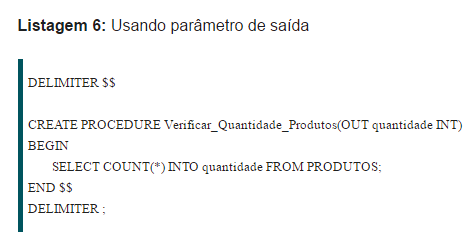 Listagem 6: Usando parâmetro de saída
DELIMITER $$
CREATE PROCEDURE Verificar_Quantidade_Produtos(OUT quantidade INT)
BEGIN
SELECT COUNT(*) INTO quantidade FROM PRODUTOS;
END $$
DELIMITER ;